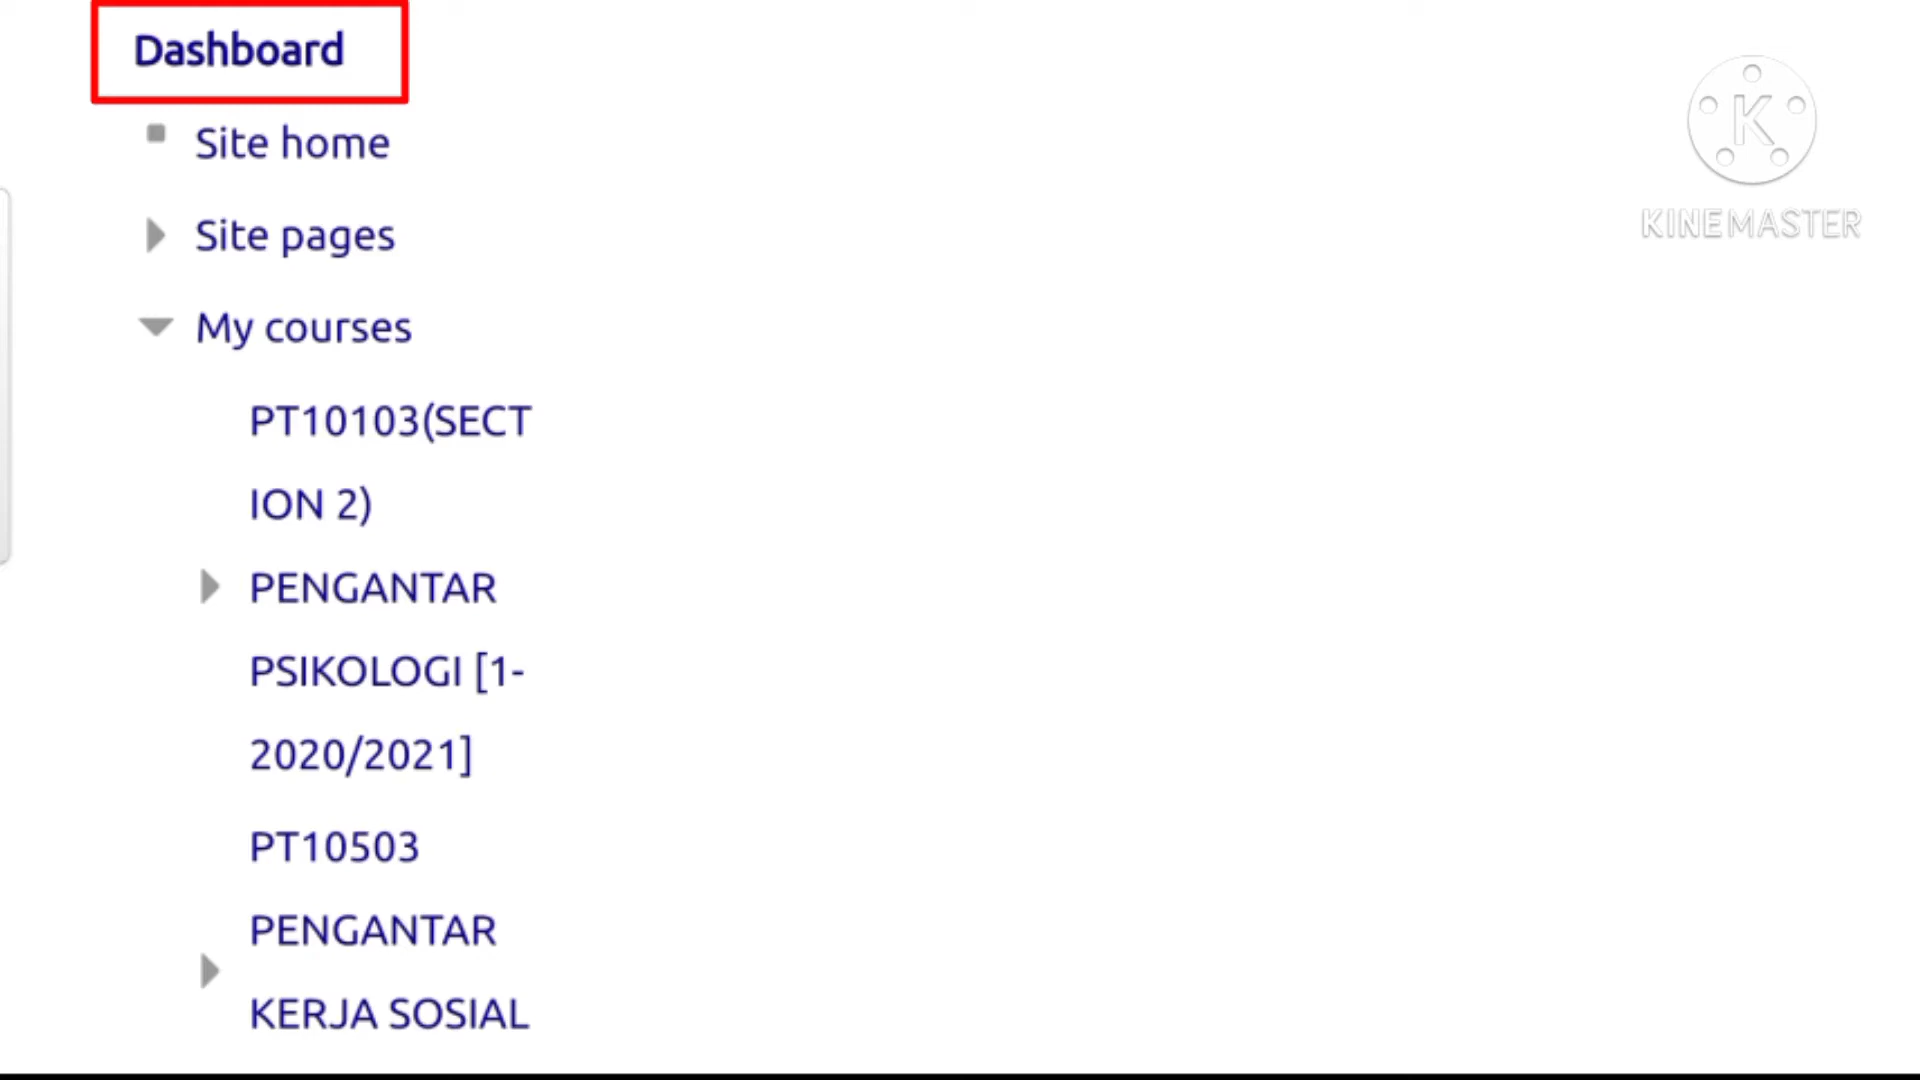 Dashboard
Site home
Site pages
My courses
PT10103(SECT
ION 2)
PENGANTAR
PSIKOLOGI [1-
2020/2021]
PT10503
PENGANTAR
KERJA SOSIAL
K
KINEMASTER